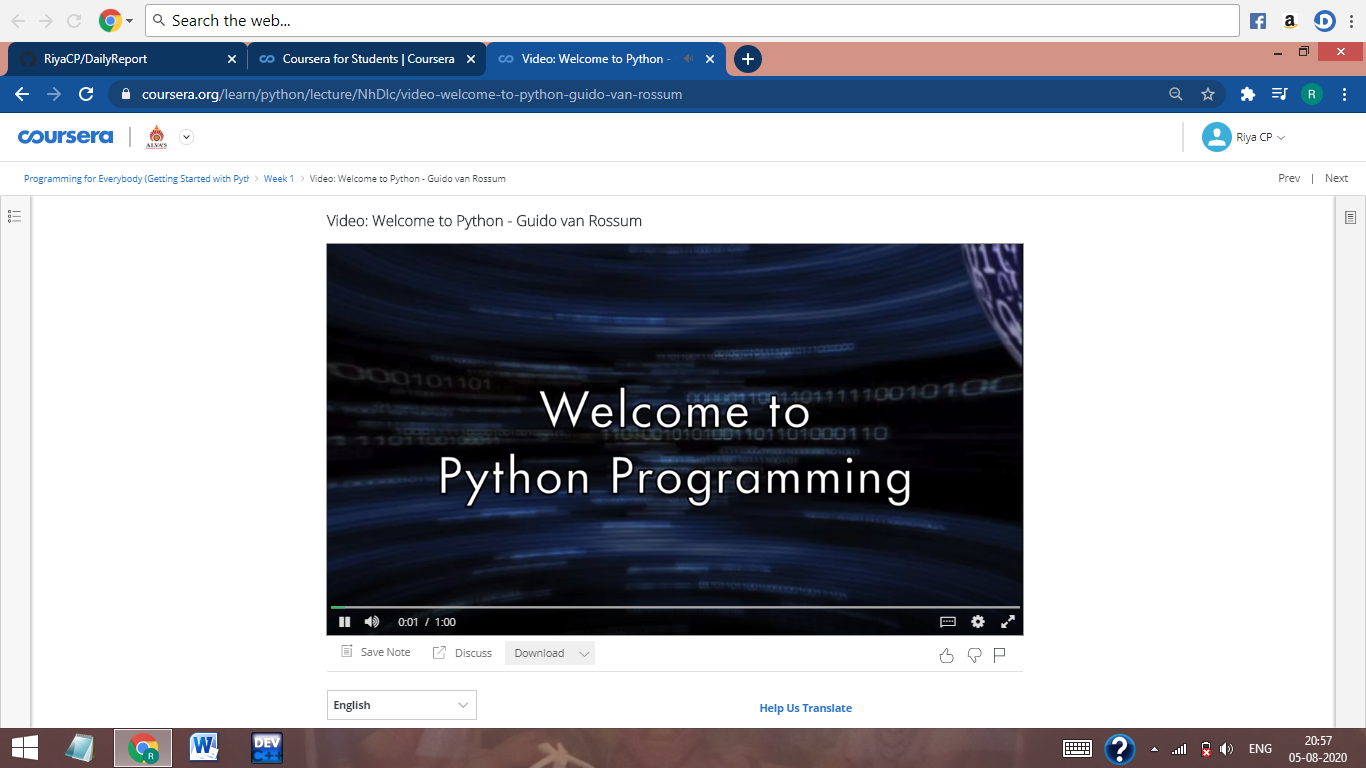 Search the web...
RiyaCP/DailyReport
Coursera for Students | Coursera
Video: Welcome to Python -
coursera.org/learn/python/lecture/NhDlc/video-welcome-to-python-guido-van-rossum
R
coursera
ALVA'S
Riya CP
Programming for Everybody (Getting Started with Pyt
Week 1
Video: Welcome to Python - Guido van Rossum
Prev | Next
Video: Welcome to Python - Guido van Rossum
Welcome to
Python Programming
0:01 / 1:00
Save Note
Discuss
Download
English
Help Us Translate
R
W
DEV
C++
ENG
20:57
05-08-2020